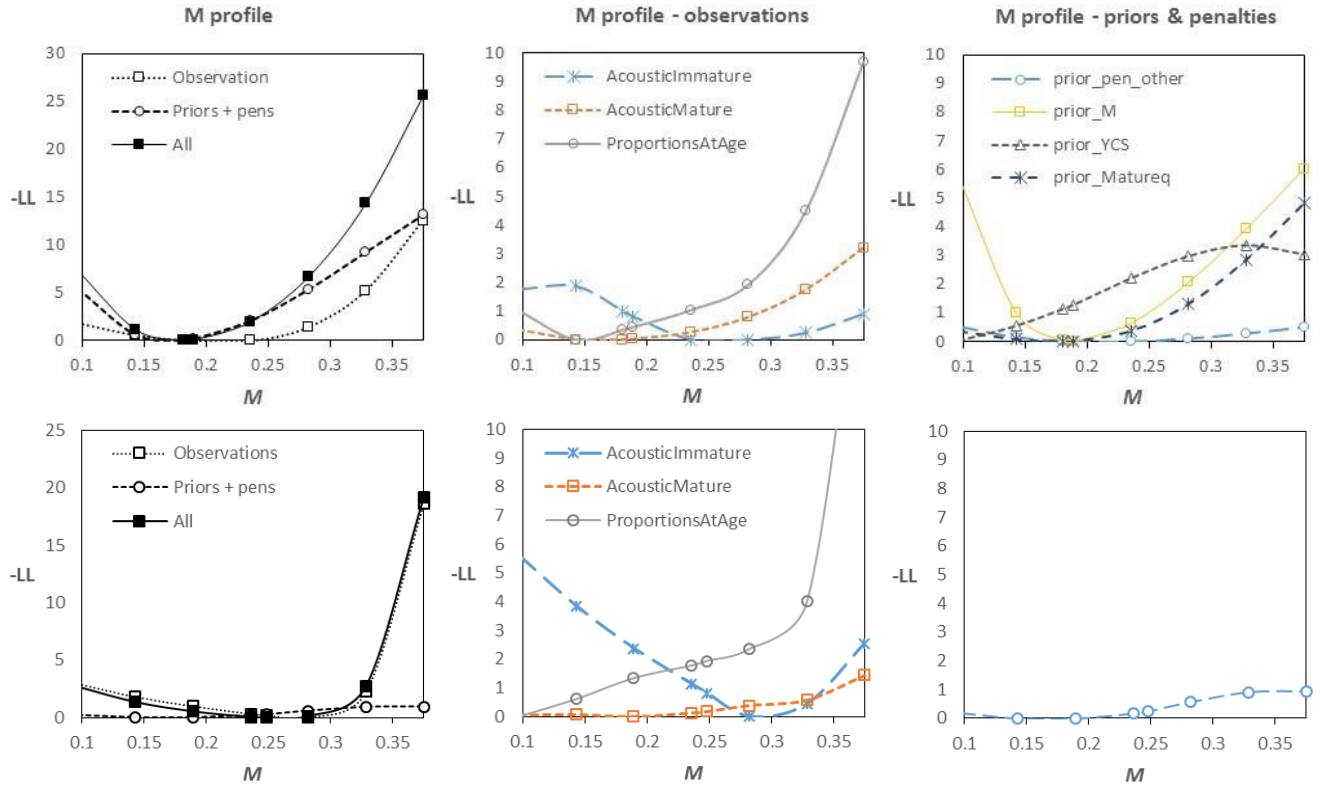 M profile
30
25
20
15
10
5
0
-LL
Observation
Priors + pens
All
0.1 0.15 0.2 0.25 0.3 0.35
M
M profile - observations
10
9
8
7
6
5
4
3
2
1
0
-LL
AcousticImmature
AcousticMature
ProportionsAtAge
0.1 0.15 0.2 0.25 0.3 0.35
M
M profile - priors & penalties
10
9
8
7
6
5
4
3
2
1
0
-LL
prior_pen_other
prior_M
prior_YCS
prior_Matureq
0.1 0.15 0.2 0.25 0.3 0.35
M
25
20
15
10
5
0
-LL
Observations
Priors + pens
All
0.1 0.15 0.2 0.25 0.3 0.35
M
10
9
8
7
6
5
4
3
2
1
0
-LL
AcousticImmature
AcousticMature
ProportionsAtAge
0.1 0.15 0.2 0.25 0.3 0.35
M
10
9
8
7
6
5
4
3
2
1
0
-LL
0.1 0.15 0.2 0.25 0.3 0.35
M